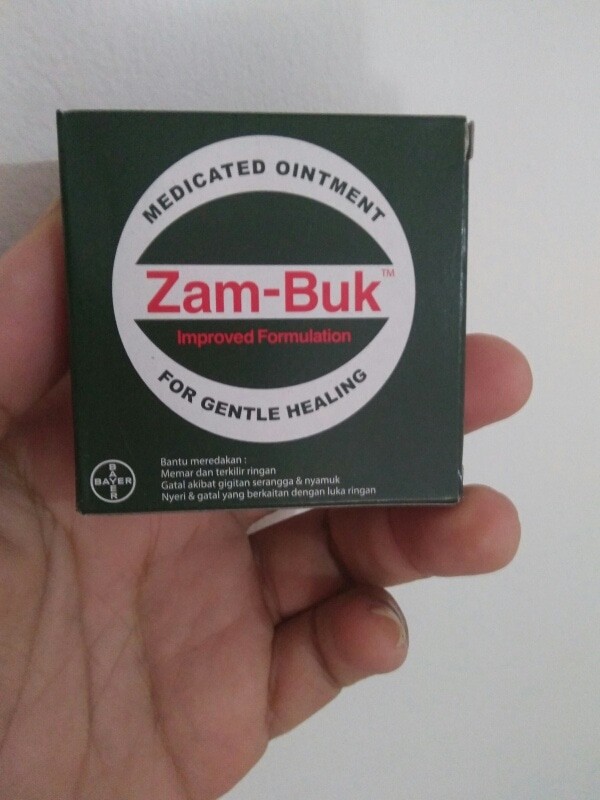 MEDICATED OINTMENT
Zam-Buk™
Improved Formulation
FOR GENTLE HEALING
BAYER
BAYER
Bantu meredakan :
Memar dan terkilir ringan
Gatal akibat gigitan serangga & nyamuk
Nyeri & gatal yang berkaitan dengan luka ringan